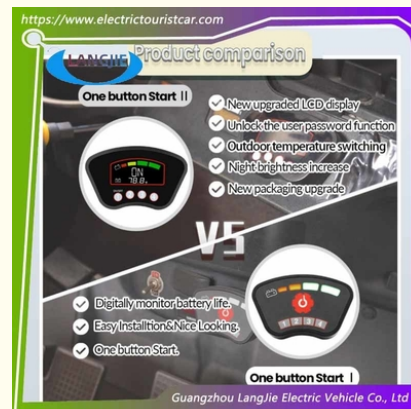 https://www.electrictouristcar.com
LANGJIE
Product comparison
One button Start II
New upgraded LCD display
Unlock the user password function
Outdoor temperature switching
Night brightness increase
New packaging upgrade
ON
78.8
VS
Digitally monitor battery life.
Easy Installtion&Nice Looking.
One button Start.
One button Start I
Guangzhou LangJie Electric Vehicle Co., Ltd